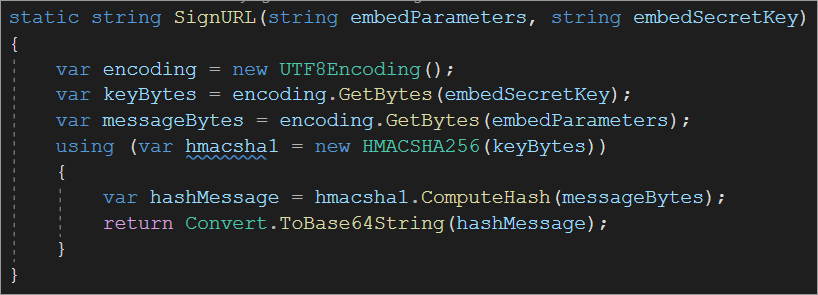 static string SignURL(string embedParameters, string embedSecretKey)
{
var encoding = new UTF8Encoding();
var keyBytes = encoding.GetBytes(embedSecretKey);
var messageBytes = encoding.GetBytes(embedParameters);
using (var hmacsha1 = new HMACSHA256(keyBytes))
{
var hashMessage = hmacsha1.ComputeHash(messageBytes);
return Convert.ToBase64String(hashMessage);
}
}